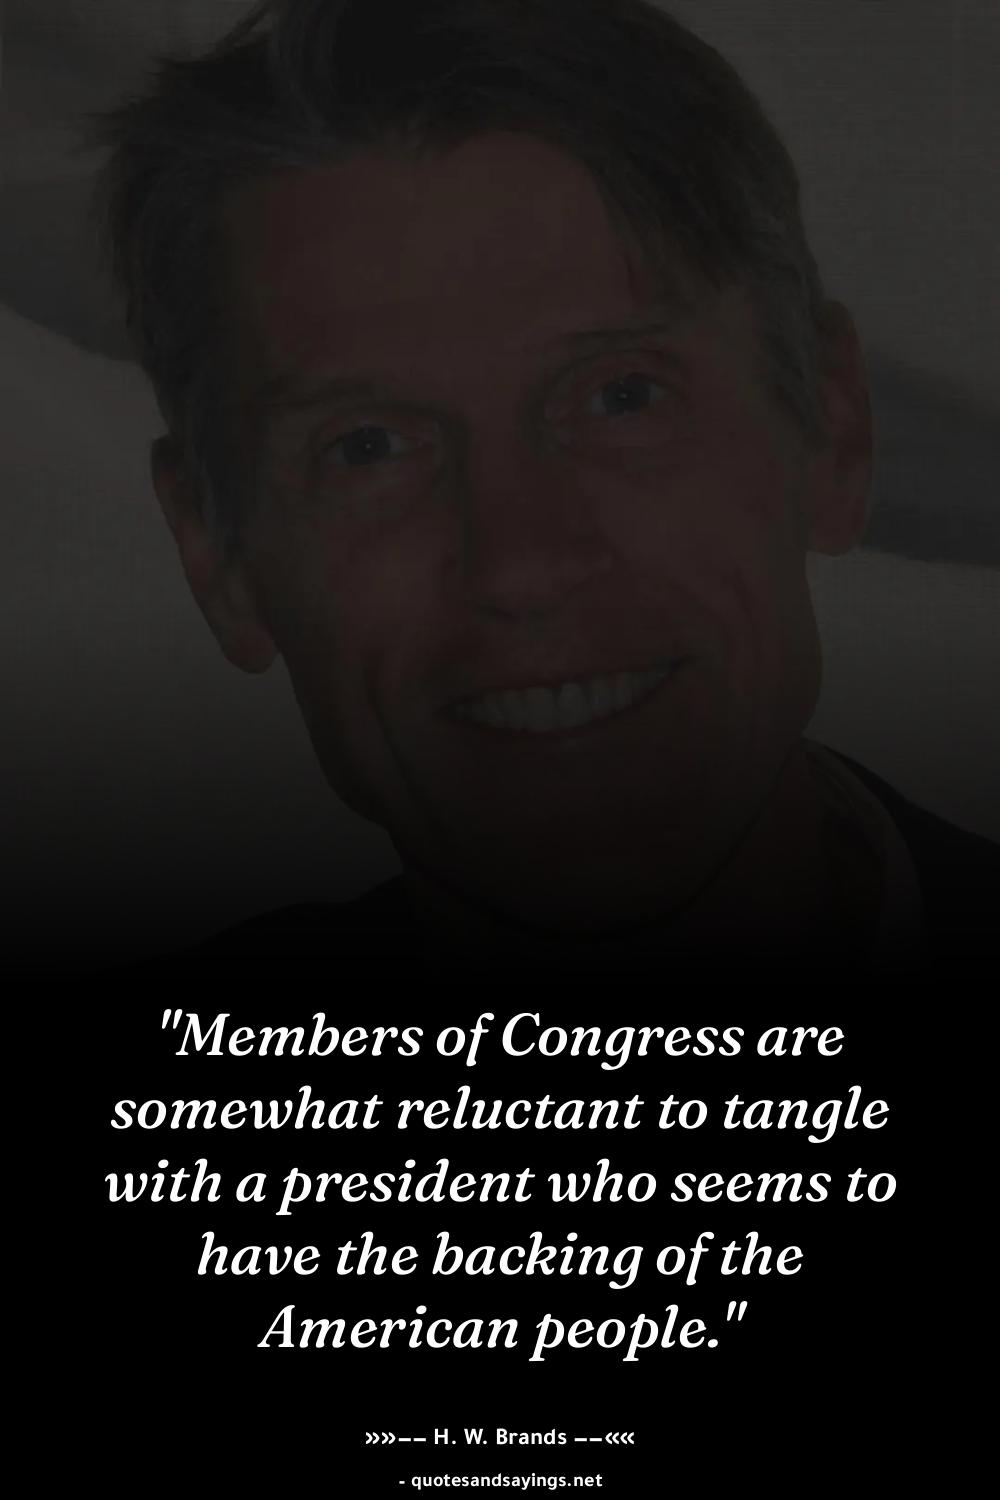 "Members of Congress are
somewhat reluctant to tangle
with a president who seems to
have the backing of the
American people."
»»−− H. W. Brands −−««
- quotesandsayings.net